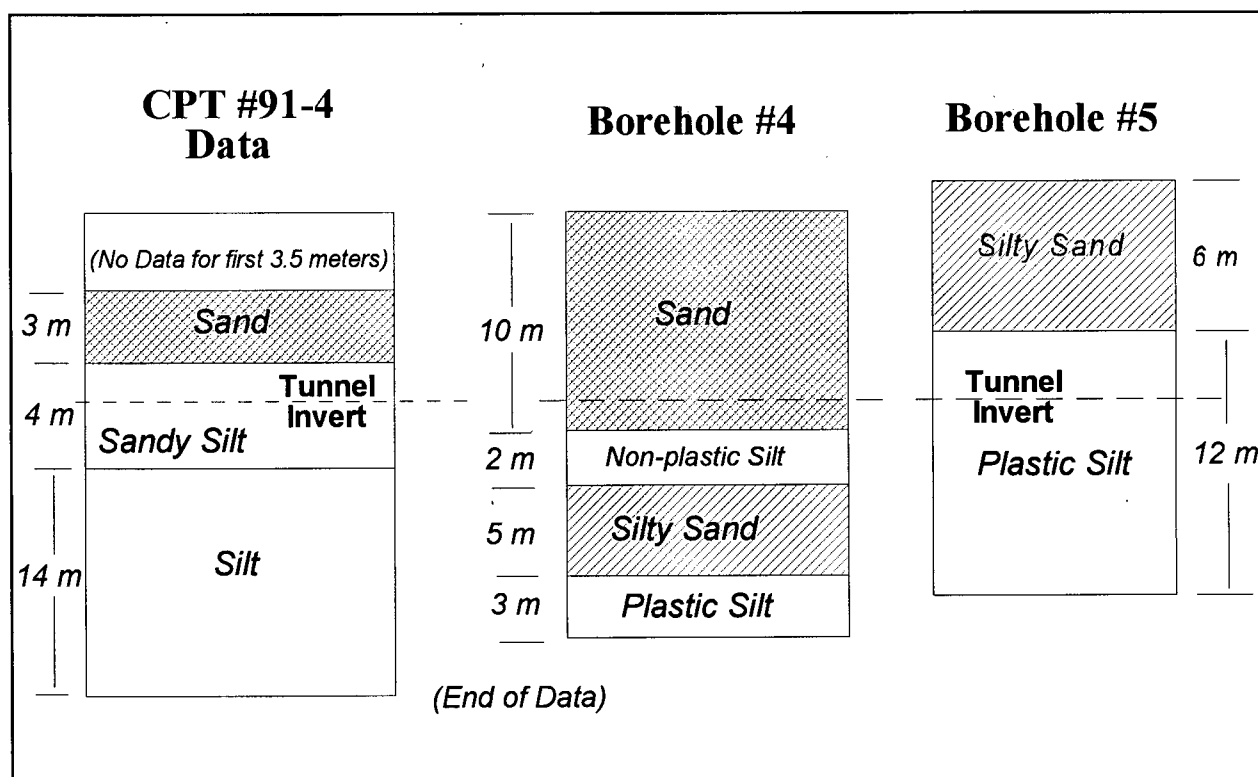 CPT #91-4
Data
(No Data for first 3.5 meters)
3 m
Sand
4 m
Tunnel
Invert
Sandy Silt
14 m
Silt
Borehole #4
10 m
Sand
2 m
Non-plastic Silt
5 m
Silty Sand
3 m
Plastic Silt
(End of Data)
Borehole #5
Silty Sand
6 m
Tunnel
Invert
Plastic Silt
12 m